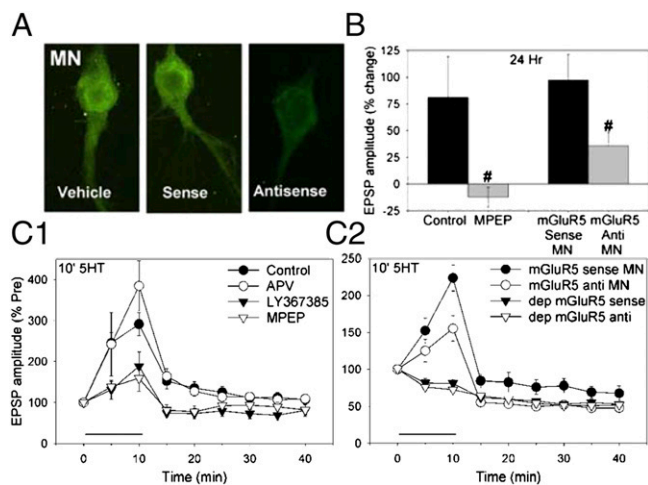 A
MN
Vehicle
Sense
Antisense
B
EPSP amplitude (% change)
125
100
75
50
25
0
-25
24 Hr
#
#
Control
MPEP
mGluR5
Sense
MN
mGluR5
Anti
MN
C1
EPSP amplitude (% Pre)
400
300
200
100
0
10' 5HT
Control
APV
LY367385
MPEP
0
10
20
30
40
Time (min)
C2
250
200
150
100
50
0
10' 5HT
mGluR5 sense MN
mGluR5 anti MN
dep mGluR5 sense
dep mGluR5 anti
0
10
20
30
40
Time (min)